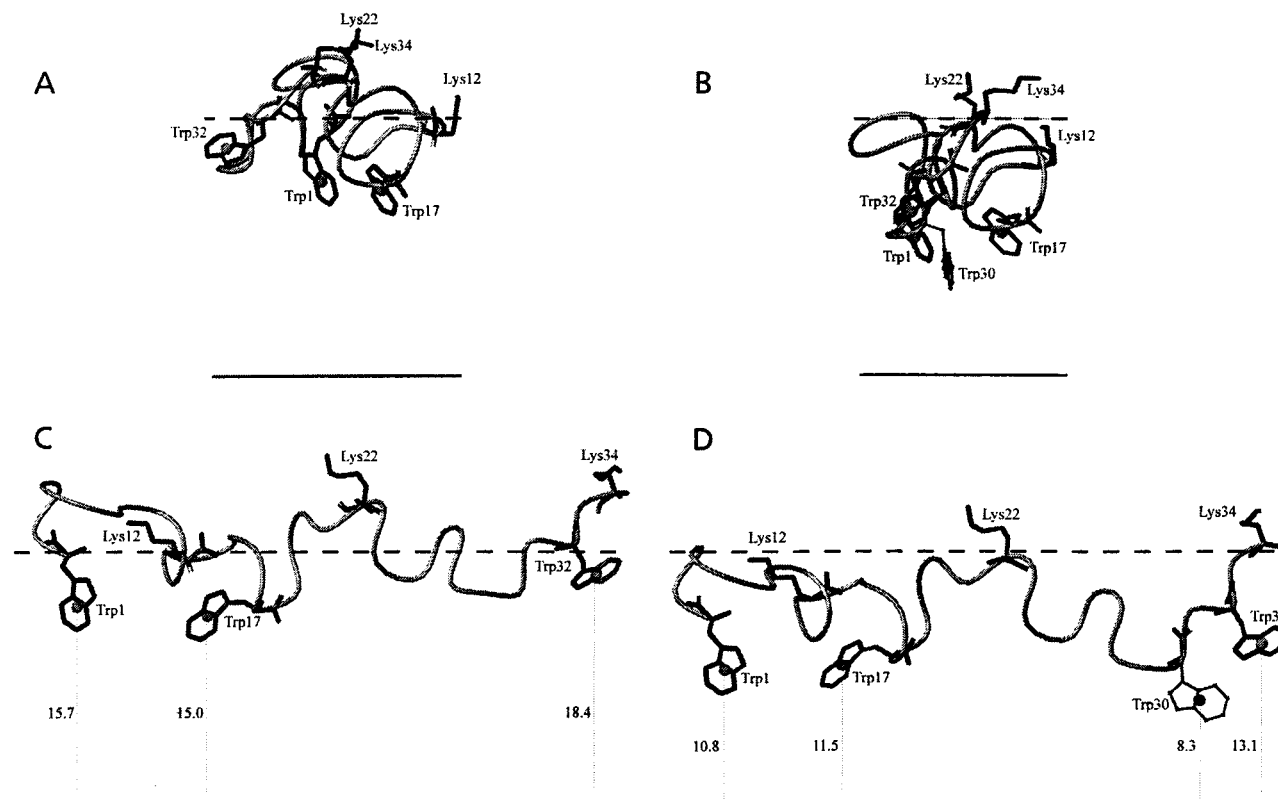 A
Lys22
Lys34
Lys12
Trp32
Trp1
Trp17
B
Lys22
Lys34
Lys12
Trp32
Trp1
Trp17
Trp30
C
Lys22
Lys34
Lys12
Trp32
Trp1
Trp17
15.7
15.0
18.4
D
Lys22
Lys34
Lys12
Trp3
Trp1
Trp17
Trp30
10.8
11.5
8.3
13.1